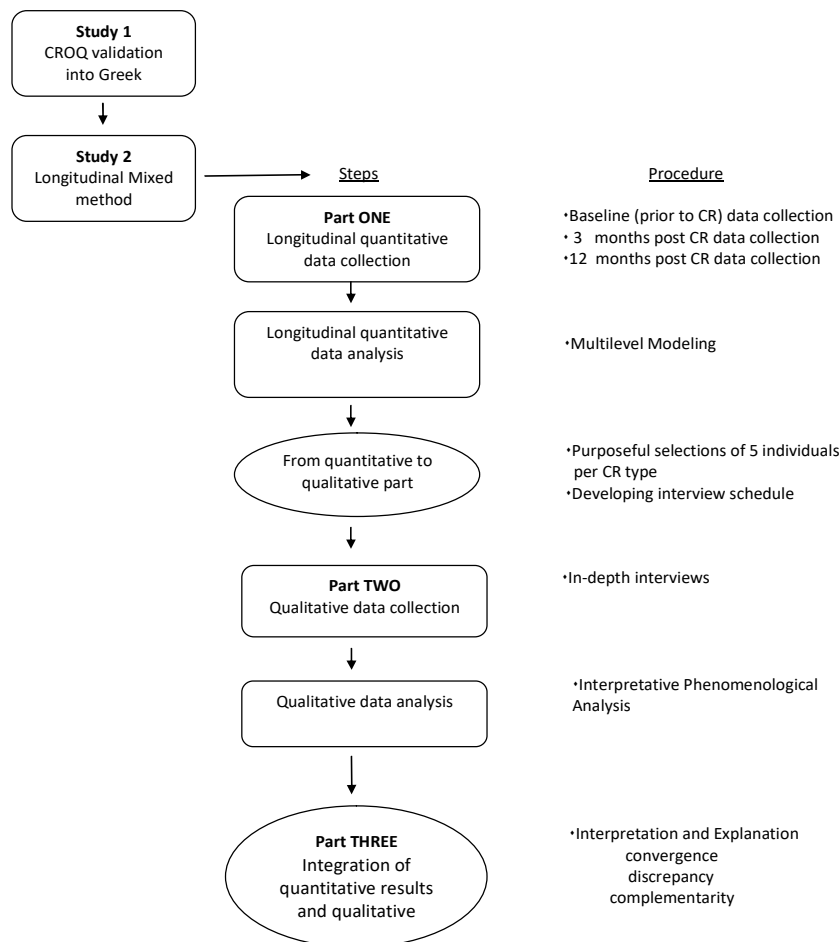 Study 1
CROQ validation
into Greek
Study 2
Longitudinal Mixed
method
Steps
Procedure
Part ONE
Longitudinal quantitative
data collection
•Baseline (prior to CR) data collection
• 3 months post CR data collection
•12 months post CR data collection
Longitudinal quantitative
data analysis
•Multilevel Modeling
From quantitative to
qualitative part
•Purposeful selections of 5 individuals
per CR type
•Developing interview schedule
Part TWO
Qualitative data collection
•In-depth interviews
Qualitative data analysis
•Interpretative Phenomenological
Analysis
Part THREE
Integration of
quantitative results
and qualitative
•Interpretation and Explanation
convergence
discrepancy
complementarity